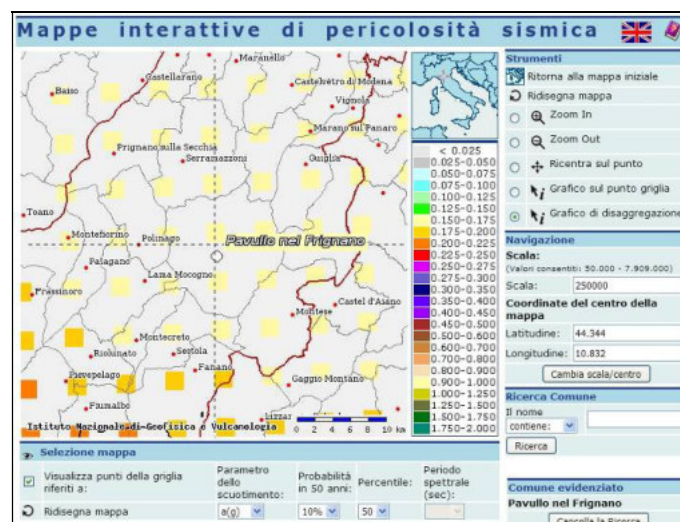 Mappe interattive di pericolosità sismica
Maranello
Castellarano
Castelvetro di Modena
Baiso
Vignola
Marano sul Panaro
Prignano sulla Secchia
Serramazzoni
Guiglia
Toano
Montefiorino
Polinago
Pavullo nel Frignano
Palagano
Lama Mocogno
Frassinoro
Castel d'Aiano
Montese
Montecreto
Riolunato
Sestola
Fanano
Pievepelago
Gaggio Montano
Fiumalbo
Lizzan
Istituto Nazionale di Geofisica e Vulcanologia
0 2 4 6 8 10 km
< 0.025
0.025-0.050
0.050-0.075
0.075-0.100
0.100-0.125
0.125-0.150
0.150-0.175
0.175-0.200
0.200-0.225
0.225-0.250
0.250-0.275
0.275-0.300
0.300-0.350
0.350-0.400
0.400-0.450
0.450-0.500
0.500-0.600
0.600-0.700
0.700-0.800
0.800-0.900
0.900-1.000
1.000-1.250
1.250-1.500
1.500-1.750
1.750-2.000
Strumenti
Ritorna alla mappa iniziale
Ridisegna mappa
Zoom In
Zoom Out
Ricentra sul punto
Grafico sul punto griglia
Grafico di disaggregazione
Navigazione
Scala:
(Valori consentiti: 50.000 - 7.909.000)
Scala: 250000
Coordinate del centro della
mappa
Latitudine: 44.344
Longitudine: 10.832
Cambia scala/centro
Ricerca Comune
Il nome
contiene:
Ricerca
Comune evidenziato
Pavullo nel Frignano
Cancella la Ricerca
Selezione mappa
Visualizza punti della griglia
riferiti a:
Parametro
dello
scuotimento:
Probabilità
in 50 anni:
Percentile:
Periodo
spettrale
(sec):
Ridisegna mappa
a(g) 10% 50